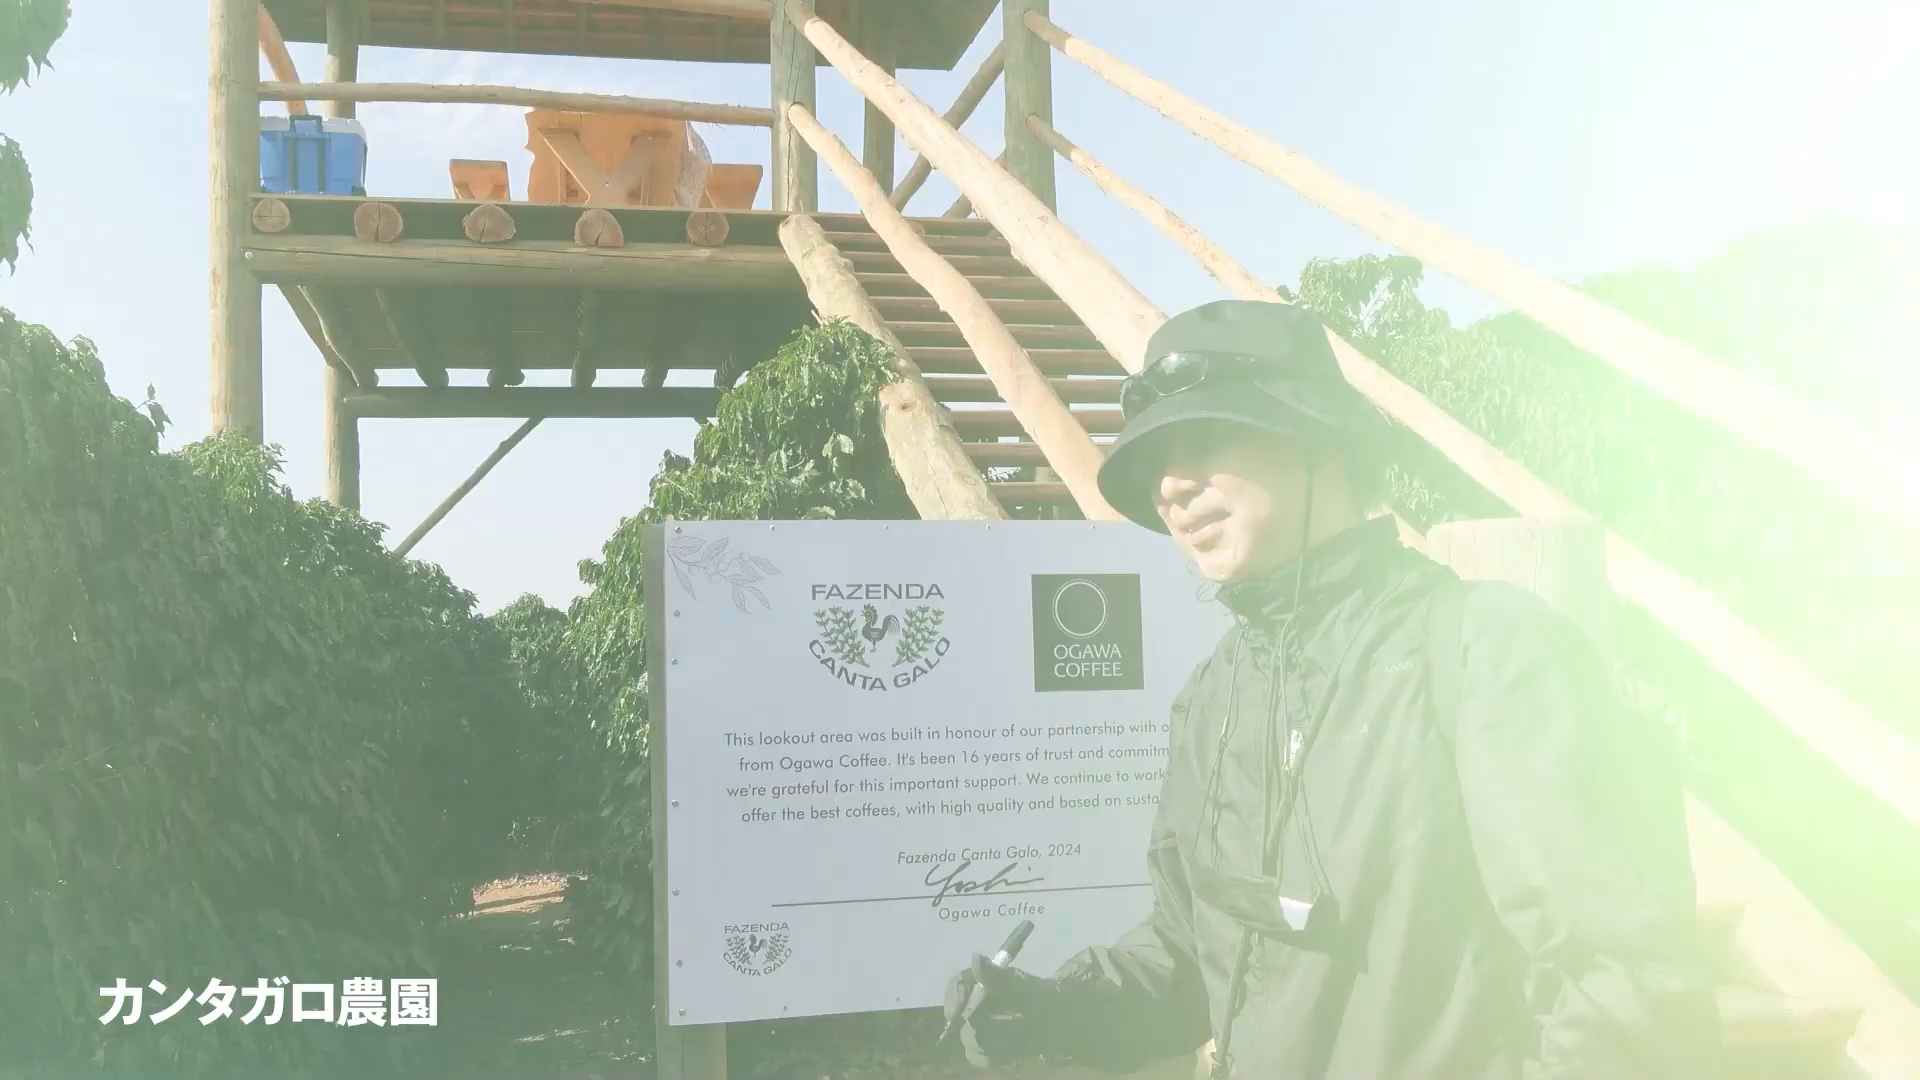 FAZENDA
CANTA GALO
OGAWA
COFFEE
This lookout area was built in honour of our partnership with
from Ogawa Coffee. It's been 16 years of trust and
we're grateful for this important support. We continue to work
offer the best coffees, with high quality and based on
Fazenda Canta Galo, 2024
Yoshi
Ogawa Coffee
FAZENDA
CANTA GALO
カンタガロ農園